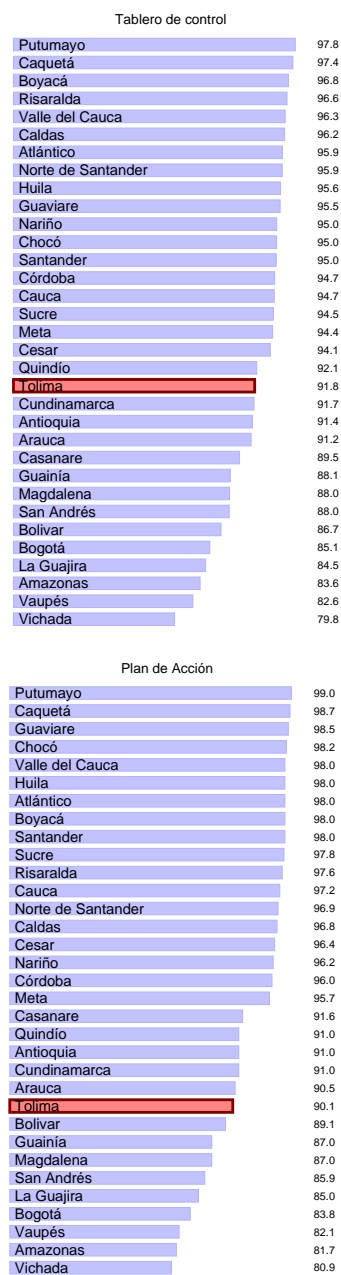 Tablero de control
Putumayo 97.8
Caquetá 97.4
Boyacá 96.8
Risaralda 96.6
Valle del Cauca 96.3
Caldas 96.2
Atlántico 95.9
Norte de Santander 95.9
Huila 95.6
Guaviare 95.5
Nariño 95.0
Chocó 95.0
Santander 95.0
Córdoba 94.7
Cauca 94.7
Sucre 94.5
Meta 94.4
Cesar 94.1
Quindío 92.1
Tolima 91.8
Cundinamarca 91.7
Antioquia 91.4
Arauca 91.2
Casanare 89.5
Guainía 88.1
Magdalena 88.0
San Andrés 88.0
Bolivar 86.7
Bogotá 85.1
La Guajira 84.5
Amazonas 83.6
Vaupés 82.6
Vichada 79.8
Plan de Acción
Putumayo 99.0
Caquetá 98.7
Guaviare 98.5
Chocó 98.2
Valle del Cauca 98.0
Huila 98.0
Atlántico 98.0
Boyacá 98.0
Santander 98.0
Sucre 97.8
Risaralda 97.6
Cauca 97.2
Norte de Santander 96.9
Caldas 96.8
Cesar 96.4
Nariño 96.2
Córdoba 96.0
Meta 95.7
Casanare 91.6
Quindío 91.0
Antioquia 91.0
Cundinamarca 91.0
Arauca 90.5
Tolima 90.1
Bolivar 89.1
Guainía 87.0
Magdalena 87.0
San Andrés 85.9
La Guajira 85.0
Bogotá 83.8
Vaupés 82.1
Amazonas 81.7
Vichada 80.9